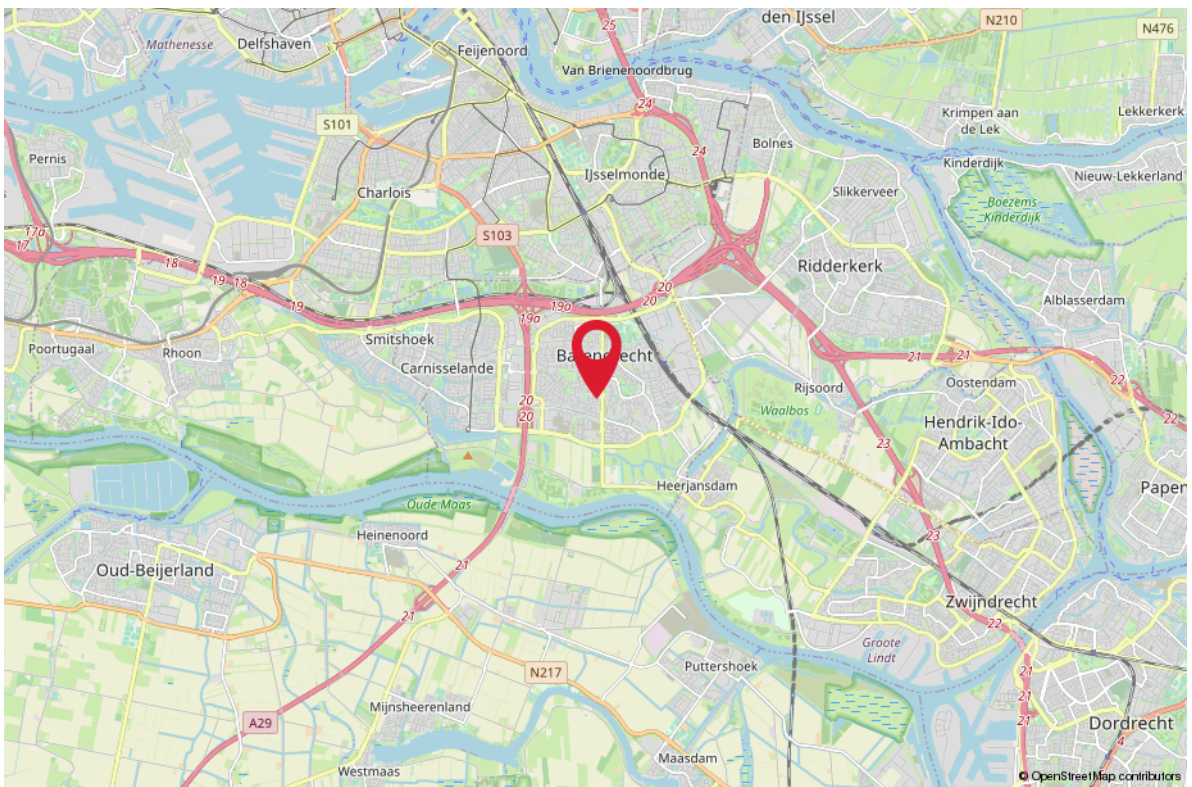 den IJssel
N210
N476
25
Mathenesse
Delfshaven
Feijenoord
Van Brienenoordbrug
24
S101
Krimpen aan
de Lek
Lekkerkerk
Bolnes
24
Pernis
Kinderdijk
IJsselmonde
Nieuw-Lekkerland
Charlois
Slikkerveer
Boezems
Kinderdijk
17a
17
S103
18
Ridderkerk
19
18
20
20
Alblasserdam
19
19a
19a
Smitshoek
Poortugaal
Rhoon
21
21
Carnisselande
22
Oostendam
Rijsoord
20
20
Waalbos
22
Hendrik-Ido-
Ambacht
23
Heerjansdam
Papen
Oude Maas
Heinenoord
23
21
Oud-Beijerland
Zwijndrecht
21
22
Groote
Lindt
Puttershoek
N217
21
21
21
Mijnsheerenland
A29
Dordrecht
4
Maasdam
Westmaas
© OpenStreetMap contributors